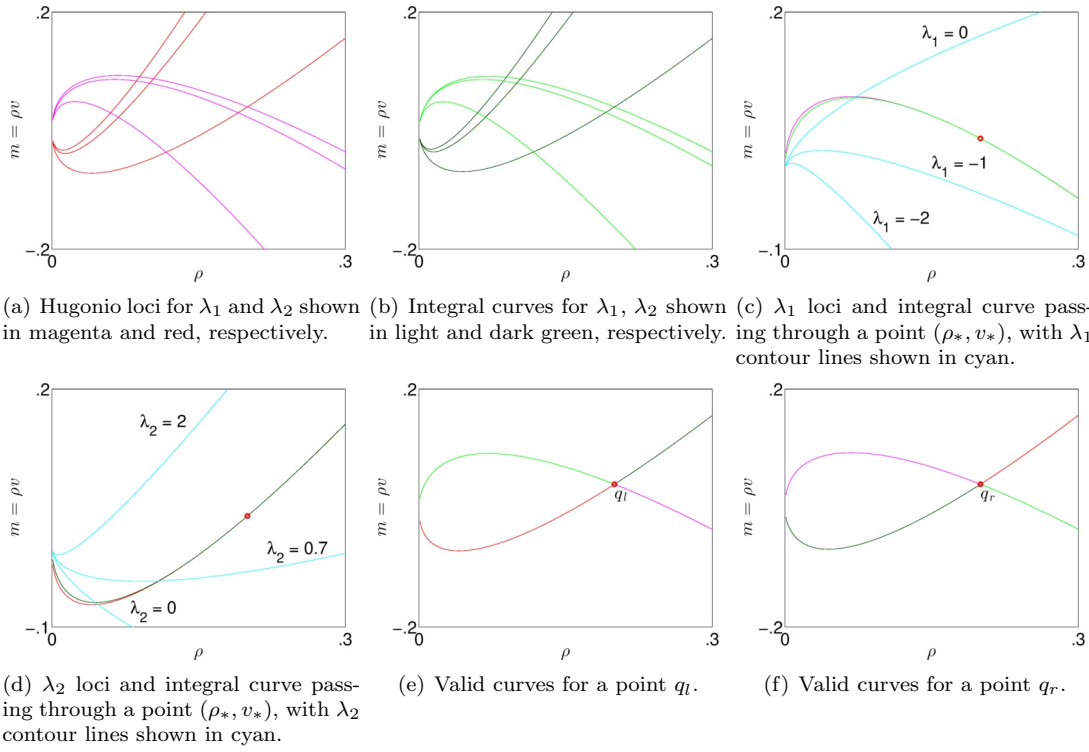 .2
m = ρv
-.2
0
ρ
.3
(a) Hugonio loci for λ1 and λ2 shown
in magenta and red, respectively.
.2
m = ρv
-.2
0
ρ
.3
(b) Integral curves for λ1, λ2 shown
in light and dark green, respectively.
.2
λ1 = 0
m = ρv
λ1 = −1
λ1 = −2
-.1
0
ρ
.3
(c) λ1 loci and integral curve pas-
sing through a point (ρ*, v*), with λ1
contour lines shown in cyan.
.2
λ2 = 2
m = ρv
λ2 = 0.7
λ2 = 0
-.1
0
ρ
.3
(d) λ2 loci and integral curve pas-
sing through a point (ρ*, v*), with λ2
contour lines shown in cyan.
.2
m = ρv
ql
-.2
0
ρ
.3
(e) Valid curves for a point ql.
.2
m = ρv
qr
-.2
0
ρ
.3
(f) Valid curves for a point qr.